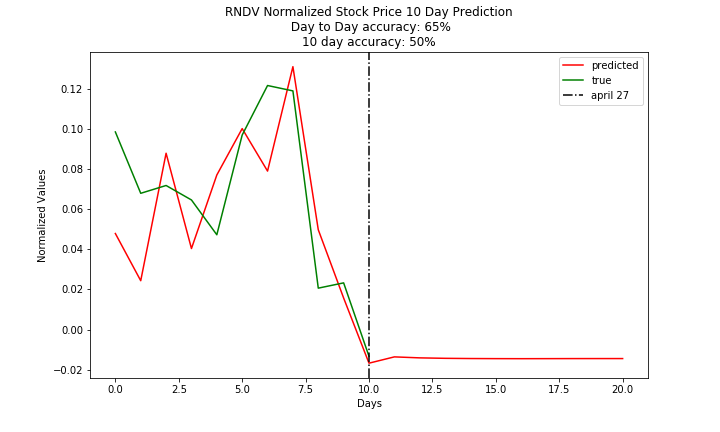 RNDV Normalized Stock Price 10 Day Prediction
Day to Day accuracy: 65%
10 day accuracy: 50%
predicted
true
april 27
Normalized Values
0.12
0.10
0.08
0.06
0.04
0.02
0.00
−0.02
0.0 2.5 5.0 7.5 10.0 12.5 15.0 17.5 20.0
Days